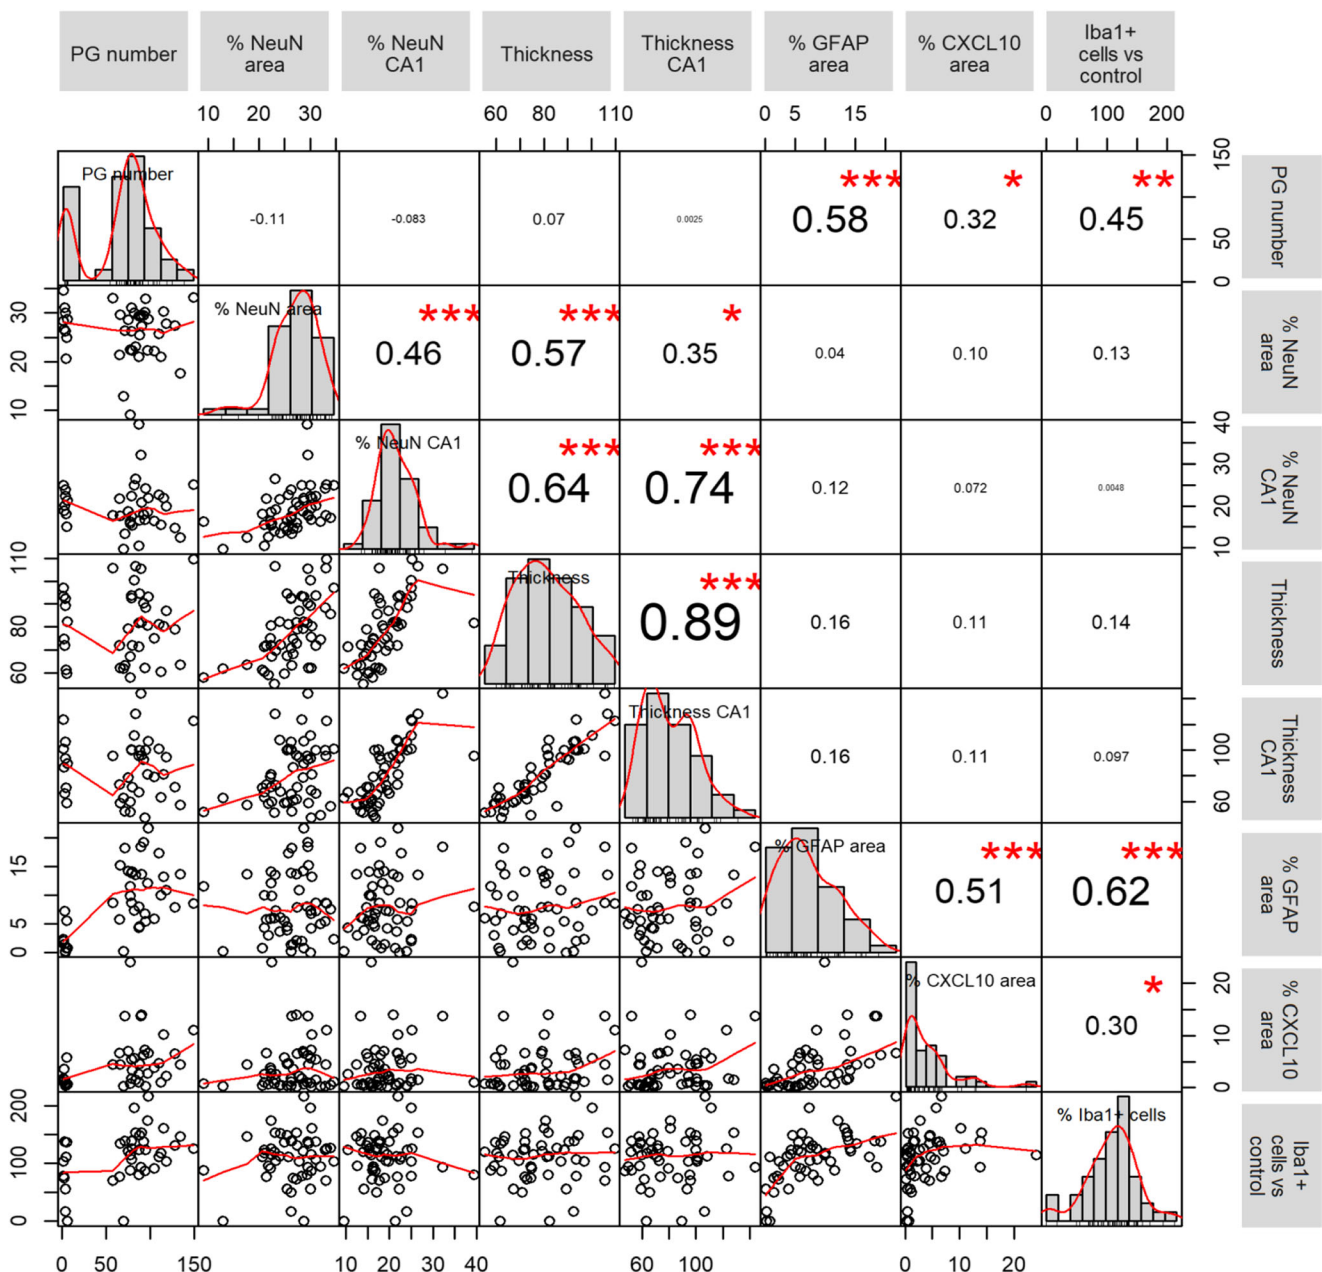 PG number
% NeuN
area
% NeuN
CA1
Thickness
Thickness
CA1
% GFAP
area
% CXCL10
area
Iba1+
cells vs
control
10 20 30
60 80 110
0 5 15
0 100 200
PG number
-0.11
-0.083
0.07
0.0025
***
0.58
*
0.32
**
0.45
0 50 150
PG number
10 20 30
% NeuN area
***
0.46
***
0.57
*
0.35
0.04
0.10
0.13
% NeuN
area
% NeuN CA1
***
0.64
***
0.74
0.12
0.072
0.0048
10 20 30 40
% NeuN
CA1
60 80 110
Thickness
***
0.89
0.16
0.11
0.14
Thickness
Thickness CA1
0.16
0.11
0.097
60 100
Thickness
CA1
0 5 15
% GFAP area
***
0.51
***
0.62
% GFAP
area
% CXCL10 area
*
0.30
0 10 20
% CXCL10
area
0 100 200
% Iba1+ cells
Iba1+
cells vs
control
0 50 150
10 20 30 40
60 100
0 10 20